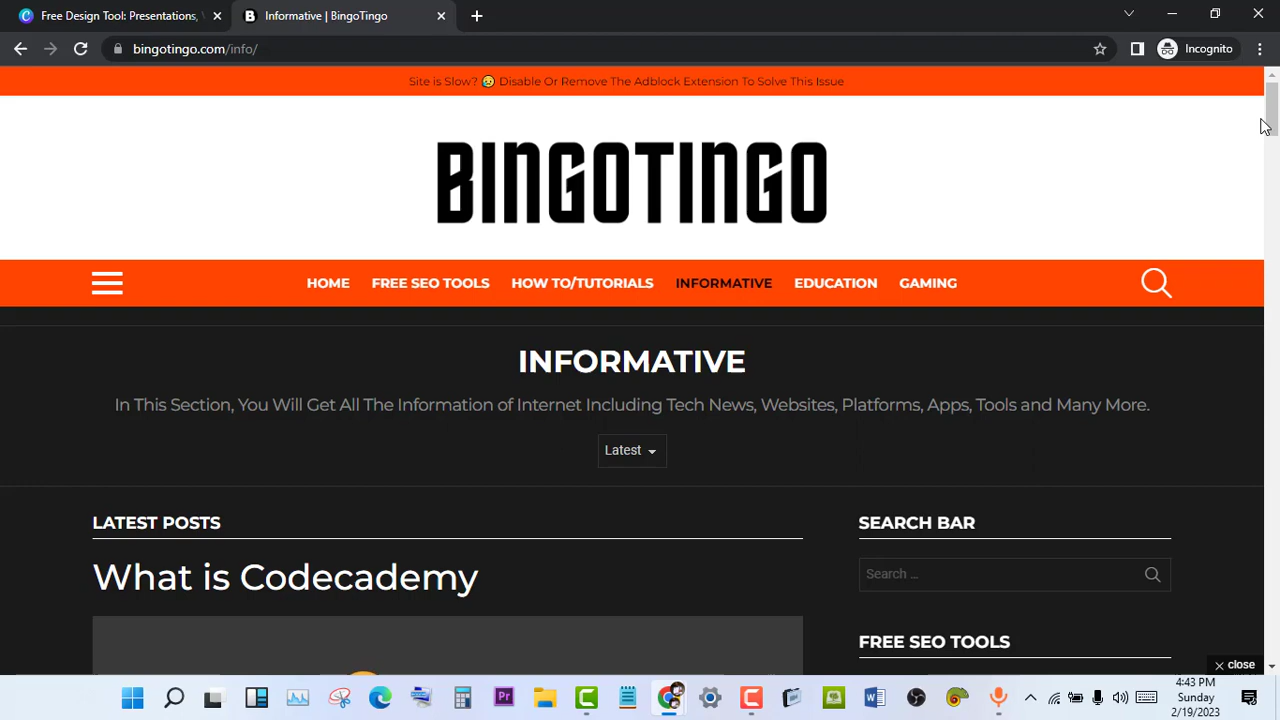 Free Design Tool: Presentations,
Informative | BingoTingo
bingotingo.com/info/
Incognito
Site is Slow? 😥 Disable Or Remove The Adblock Extension To Solve This Issue
BINGOTINGO
HOME FREE SEO TOOLS HOW TO/TUTORIALS INFORMATIVE EDUCATION GAMING
INFORMATIVE
In This Section, You Will Get All The Information of Internet Including Tech News, Websites, Platforms, Apps, Tools and Many More.
Latest
LATEST POSTS
What is Codecademy
SEARCH BAR
Search …
FREE SEO TOOLS
close
Pr
4:43 PM
Sunday
2/19/2023